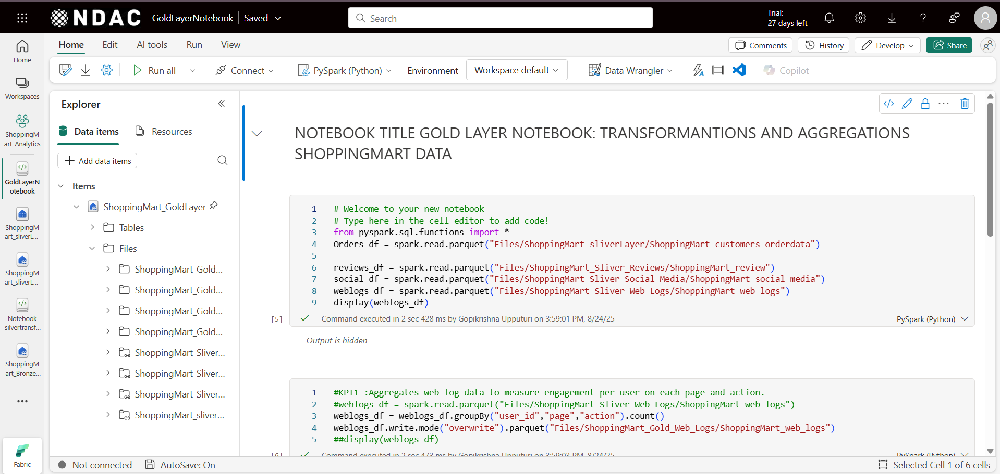 NDAC
GoldLayerNotebook
Saved
Search
Trial:
27 days left
Home
Edit
AI tools
Run
View
Comments
History
Develop
Share
Run all
Connect
PySpark (Python)
Environment
Workspace default
Data Wrangler
Copilot
Home
Workspaces
ShoppingM
art_Analytics
GoldLayerN
otebook
ShoppingM
art_sliverL...
ShoppingM
art_sliverL...
Notebook
silvertransf...
ShoppingM
art_Bronze...
Fabric
Explorer
Data items
Resources
Add data items
Items
ShoppingMart_GoldLayer
Tables
Files
ShoppingMart_Gold...
ShoppingMart_Gold...
ShoppingMart_Gold...
ShoppingMart_Gold...
ShoppingMart_Sliver...
ShoppingMart_Sliver...
ShoppingMart_Sliver...
ShoppingMart_sliver...
NOTEBOOK TITLE GOLD LAYER NOTEBOOK: TRANSFORMANTIONS AND AGGREGATIONS
SHOPPINGMART DATA
1 # Welcome to your new notebook
2 # Type here in the cell editor to add code!
3 from pyspark.sql.functions import *
4 Orders_df = spark.read.parquet("Files/ShoppingMart_sliverLayer/ShoppingMart_customers_orderdata")
5
6 reviews_df = spark.read.parquet("Files/ShoppingMart_Sliver_Reviews/ShoppingMart_review")
7 social_df = spark.read.parquet("Files/ShoppingMart_Sliver_Social_Media/ShoppingMart_social_media")
8 weblogs_df = spark.read.parquet("Files/ShoppingMart_Sliver_Web_Logs/ShoppingMart_web_logs")
9 display(weblogs_df)
[5] - Command executed in 2 sec 428 ms by Gopikrishna Upputuri on 3:59:01 PM, 8/24/25 PySpark (Python)
Output is hidden
1 #KPI1 :Aggregates web log data to measure engagement per user on each page and action.
2 #weblogs_df = spark.read.parquet("Files/ShoppingMart_Sliver_Web_Logs/ShoppingMart_web_logs")
3 weblogs_df = weblogs_df.groupBy("user_id","page","action").count()
4 weblogs_df.write.mode("overwrite").parquet("Files/ShoppingMart_Gold_Web_Logs/ShoppingMart_web_logs")
5 ##display(weblogs_df)
[6] - Command executed in 2 sec 473 ms by Gopikrishna Upputuri on 3:59:03 PM, 8/24/25 PySpark (Python)
Not connected
AutoSave: On
Selected Cell 1 of 6 cells